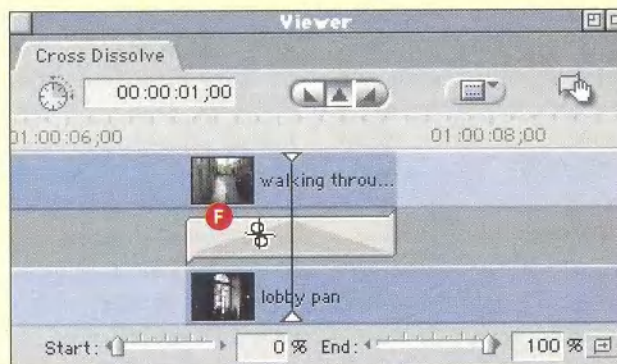 Viewer
Cross Dissolve
00:00:01;00
01:00:06;00 01:00:08;00
walking throu...
F
lobby pan
Start: 0 % End: 100 %